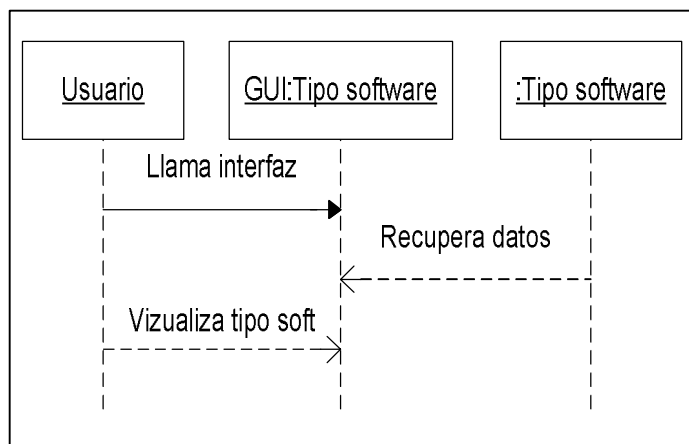 Usuario
GUI:Tipo software
:Tipo software
Llama interfaz
Recupera datos
Vizualiza tipo soft